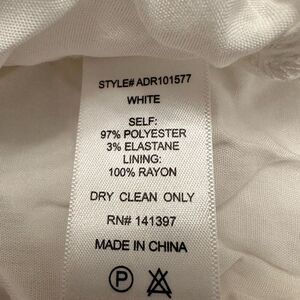 STYLE# ADR101577
WHITE
SELF:
97% POLYESTER
3% ELASTANE
LINING:
100% RAYON
DRY CLEAN ONLY
RN# 141397
MADE IN CHINA
P